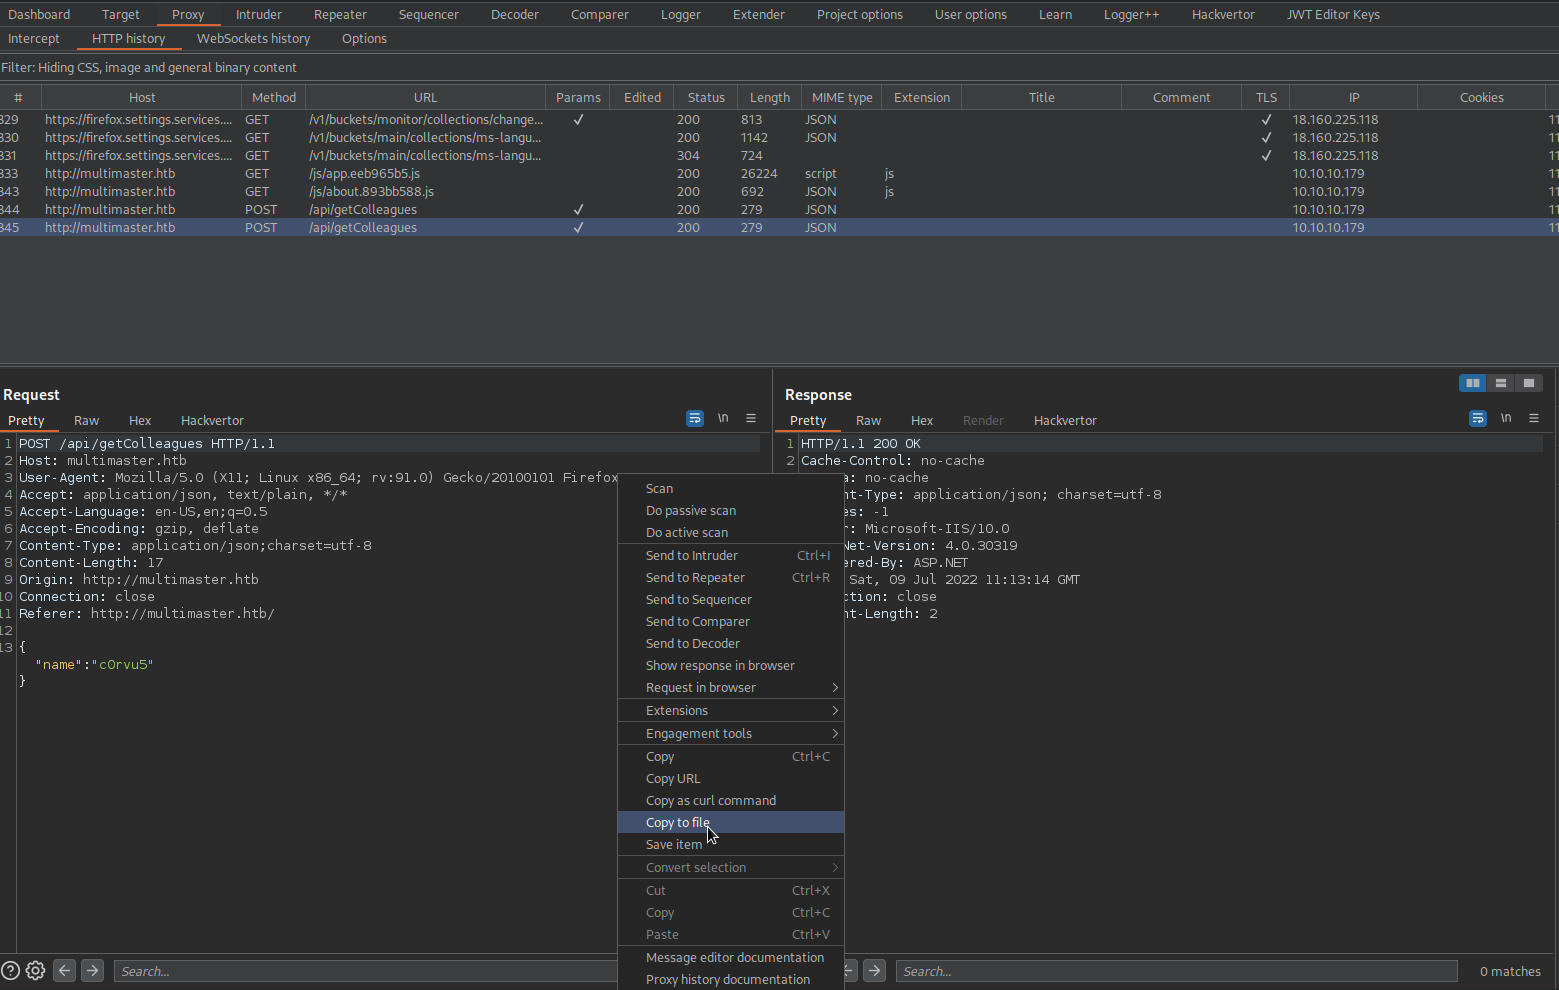 Dashboard Target Proxy Intruder Repeater Sequencer Decoder Comparer Logger Extender Project options User options Learn Logger++ Hackvertor JWT Editor Keys
Intercept HTTP history WebSockets history Options
Filter: Hiding CSS, image and general binary content
# Host Method URL Params Edited Status Length MIME type Extension Title Comment TLS IP Cookies
329 https://firefox.settings.services.... GET /v1/buckets/monitor/collections/change... ✓ 200 813 JSON ✓ 18.160.225.118 11
330 https://firefox.settings.services.... GET /v1/buckets/main/collections/ms-langu... 200 1142 JSON ✓ 18.160.225.118 11
331 https://firefox.settings.services.... GET /v1/buckets/main/collections/ms-langu... 304 724 ✓ 18.160.225.118 11
333 http://multimaster.htb GET /js/app.eeb965b5.js 200 26224 script js 10.10.10.179 11
343 http://multimaster.htb GET /js/about.893bb588.js 200 692 JSON js 10.10.10.179 11
344 http://multimaster.htb POST /api/getColleagues ✓ 200 279 JSON 10.10.10.179 11
345 http://multimaster.htb POST /api/getColleagues ✓ 200 279 JSON 10.10.10.179 11
Request
Pretty Raw Hex Hackvertor \n
1 POST /api/getColleagues HTTP/1.1
2 Host: multimaster.htb
3 User-Agent: Mozilla/5.0 (X11; Linux x86_64; rv:91.0) Gecko/20100101 Firefox
4 Accept: application/json, text/plain, */*
5 Accept-Language: en-US,en;q=0.5
6 Accept-Encoding: gzip, deflate
7 Content-Type: application/json;charset=utf-8
8 Content-Length: 17
9 Origin: http://multimaster.htb
10 Connection: close
11 Referer: http://multimaster.htb/
12
13 {
"name":"c0rvu5"
}
Search...
Scan
Do passive scan
Do active scan
Send to Intruder Ctrl+I
Send to Repeater Ctrl+R
Send to Sequencer
Send to Comparer
Send to Decoder
Show response in browser
Request in browser
Extensions
Engagement tools
Copy Ctrl+C
Copy URL
Copy as curl command
Copy to file
Save item
Convert selection
Cut Ctrl+X
Copy Ctrl+C
Paste Ctrl+V
Message editor documentation
Proxy history documentation
Response
Pretty Raw Hex Render Hackvertor \n
1 HTTP/1.1 200 OK
2 Cache-Control: no-cache
a: no-cache
nt-Type: application/json; charset=utf-8
es: -1
r: Microsoft-IIS/10.0
Net-Version: 4.0.30319
ered-By: ASP.NET
Sat, 09 Jul 2022 11:13:14 GMT
ction: close
nt-Length: 2
Search...
0 matches